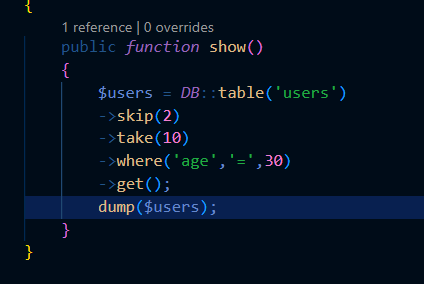 {
1 reference | 0 overrides
public function show()
{
$users = DB::table('users')
->skip(2)
->take(10)
->where('age','=',30)
->get();
dump($users);
}
}